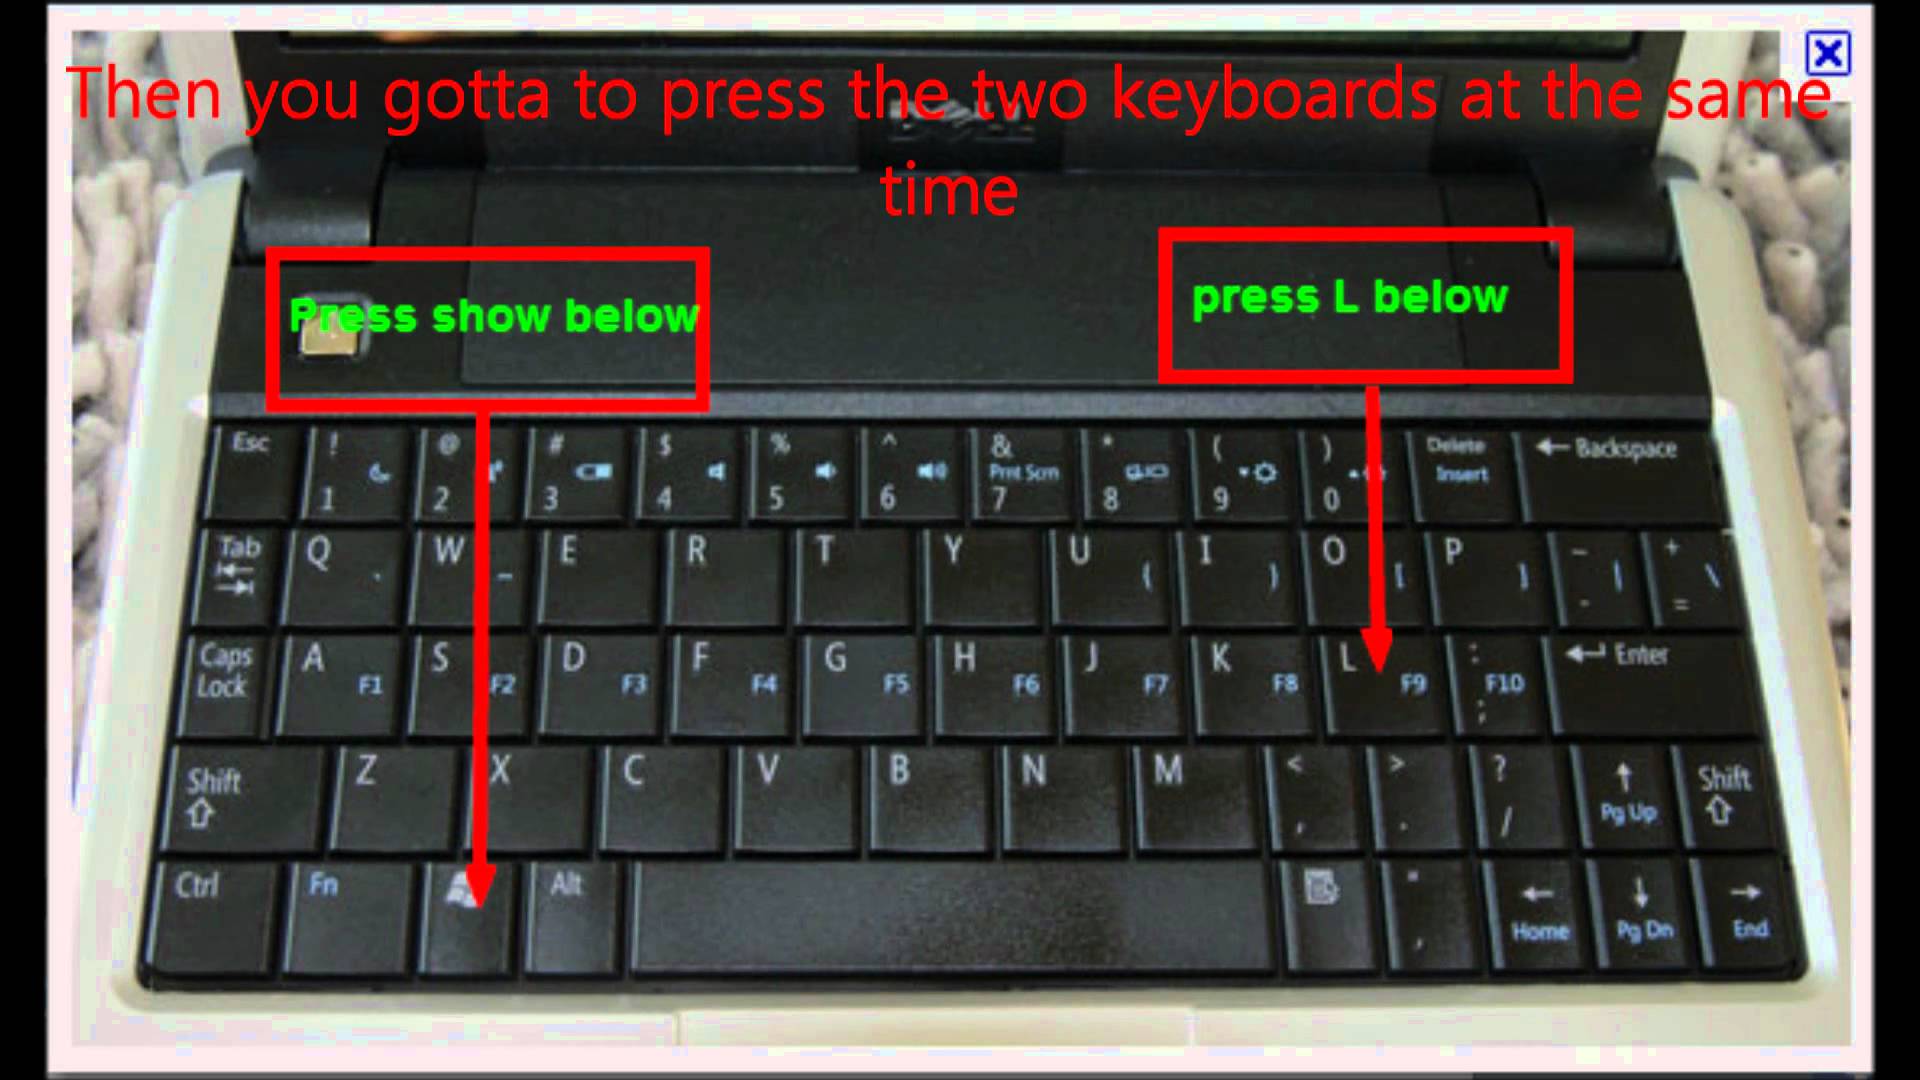 Then you gotta to press the two keyboards at the same
time
DELL
Press show below
press L below
Esc ! 1 @ 2 # 3 $ 4 % 5 ^ 6 & Prnt Scrn 7 * 8 ( 9 ) 0 Delete Insert Backspace
Tab Q W _ E R T Y U { I } O [ P ] - - | + = \
Caps Lock A F1 S F2 D F3 F F4 G F5 H F6 J F7 K F8 L F9 : ; F10 Enter
Shift Z X C V B N M < , > . ? / Pg Up Shift
Ctrl Fn Alt " , Home Pg Dn End